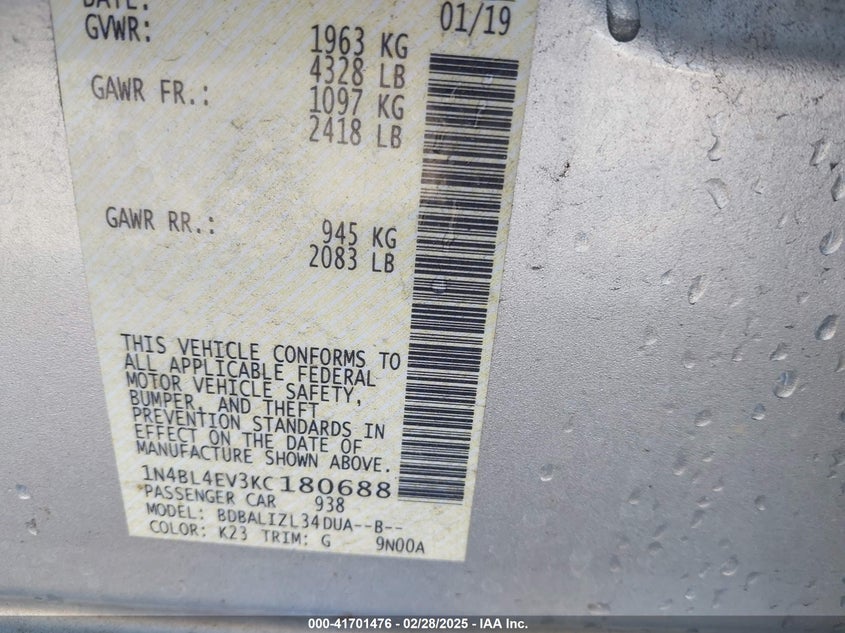 DATE:
01/19
GVWR: 1963 KG
4328 LB
GAWR FR.: 1097 KG
2418 LB
GAWR RR.: 945 KG
2083 LB
THIS VEHICLE CONFORMS TO
ALL APPLICABLE FEDERAL
MOTOR VEHICLE SAFETY,
BUMPER, AND THEFT
PREVENTION STANDARDS IN
EFFECT ON THE DATE OF
MANUFACTURE SHOWN ABOVE.
1N4BL4EV3KC180688
PASSENGER CAR 938
MODEL: BDBALIZL34DUA--B--
COLOR: K23 TRIM: G 9N00A
000-41701476 - 02/28/2025 - IAA Inc.